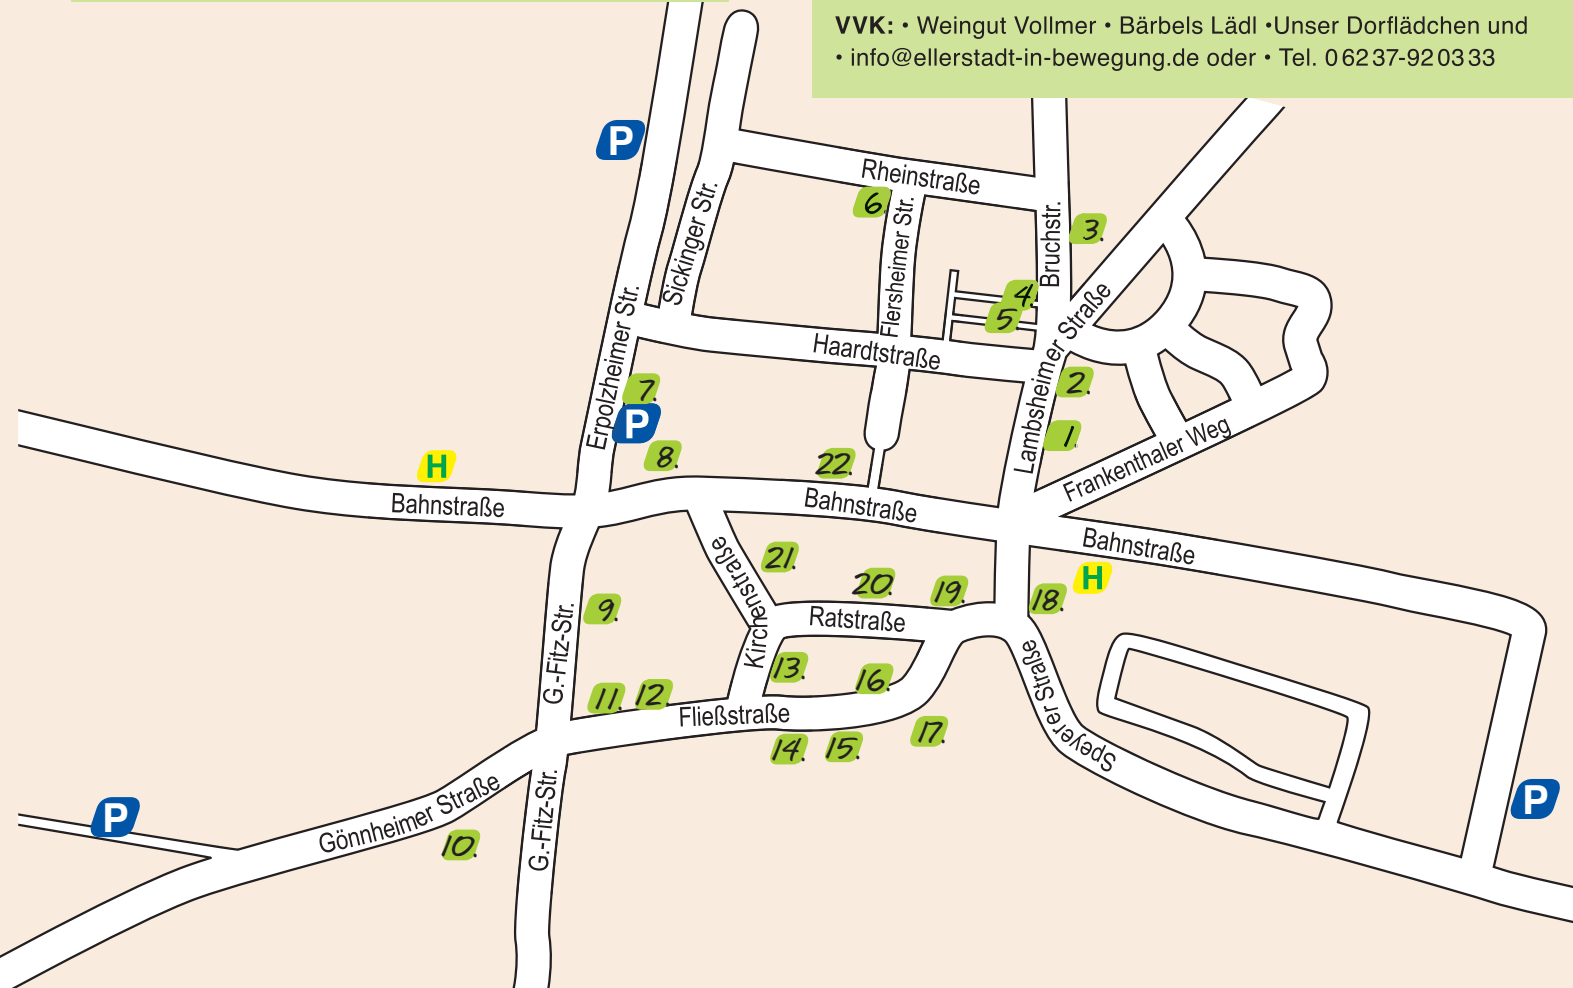 VVK: • Weingut Vollmer • Bärbels Lädl •Unser Dorflädchen und
• info@ellerstadt-in-bewegung.de oder • Tel. 06237-920333
P
Rheinstraße
Sickinger Str.
6.
Flersheimer Str.
Bruchstr.
3.
4.
5.
Erpolzheimer Str.
Haardtstraße
Lambsheimer Straße
7.
P
2.
1.
8.
22.
H
Frankenthaler Weg
Bahnstraße
Bahnstraße
Bahnstraße
21.
H
Kirchenstraße
20.
19.
18.
9.
Ratstraße
G.-Fitz-Str.
13.
16.
11.
12.
Fließstraße
Speyerer Straße
14.
15.
17.
P
P
Gönnheimer Straße
G.-Fitz-Str.
10.